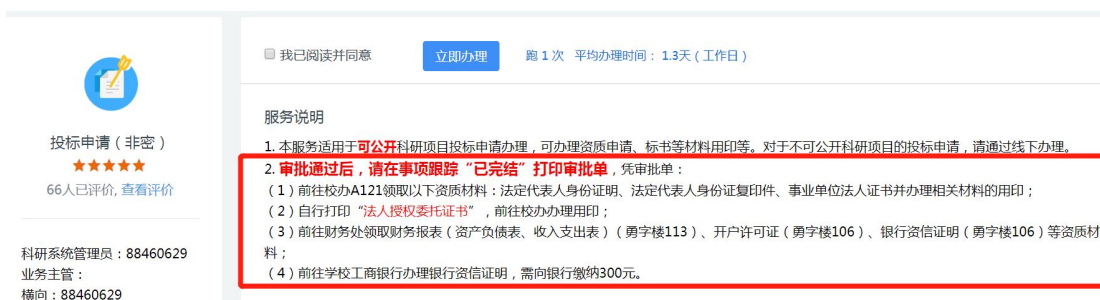 我已阅读并同意 立即办理 跑 1 次 平均办理时间： 1.3天（工作日）
投标申请（非密）
66人已评价, 查看评价
科研系统管理员：88460629
业务主管：
横向：88460629
服务说明
1. 本服务适用于可公开科研项目投标申请办理，可办理资质申请、标书等材料用印等。对于不可公开科研项目的投标申请，请通过线下办理。
2. 审批通过后，请在事项跟踪“已完结”打印审批单，凭审批单：
（1）前往校办A121领取以下资质材料：法定代表人身份证明、法定代表人身份证复印件、事业单位法人证书并办理相关材料的用印；
（2）自行打印“法人授权委托证书”，前往校办办理用印；
（3）前往财务处领取财务报表（资产负债表、收入支出表）（勇字楼113）、开户许可证（勇字楼106）、银行资信证明（勇字楼106）等资质材
料；
（4）前往学校工商银行办理银行资信证明，需向银行缴纳300元。